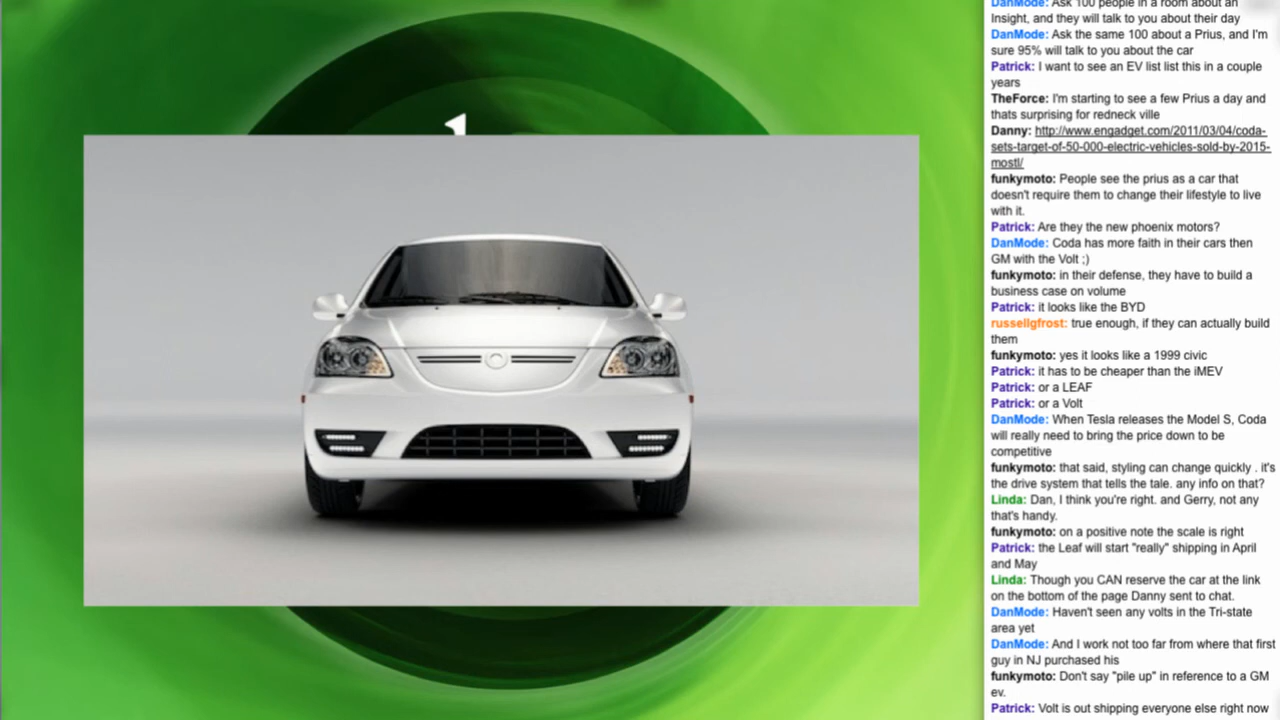 DanMode: Ask 100 people in a room about an
Insight, and they will talk to you about their day
DanMode: Ask the same 100 about a Prius, and I'm
sure 95% will talk to you about the car
Patrick: I want to see an EV list list this in a couple
years
TheForce: I'm starting to see a few Prius a day and
thats surprising for redneck ville
Danny: http://www.engadget.com/2011/03/04/coda-
sets-target-of-50-000-electric-vehicles-sold-by-2015-
mostl/
funkymoto: People see the prius as a car that
doesn't require them to change their lifestyle to live
with it.
Patrick: Are they the new phoenix motors?
DanMode: Coda has more faith in their cars then
GM with the Volt ;)
funkymoto: in their defense, they have to build a
business case on volume
Patrick: it looks like the BYD
russellgfrost: true enough, if they can actually build
them
funkymoto: yes it looks like a 1999 civic
Patrick: it has to be cheaper than the iMEV
Patrick: or a LEAF
Patrick: or a Volt
DanMode: When Tesla releases the Model S, Coda
will really need to bring the price down to be
competitive
funkymoto: that said, styling can change quickly . it's
the drive system that tells the tale. any info on that?
Linda: Dan, I think you're right. and Gerry, not any
that's handy.
funkymoto: on a positive note the scale is right
Patrick: the Leaf will start "really" shipping in April
and May
Linda: Though you CAN reserve the car at the link
on the bottom of the page Danny sent to chat.
DanMode: Haven't seen any volts in the Tri-state
area yet
DanMode: And I work not too far from where that first
guy in NJ purchased his
funkymoto: Don't say "pile up" in reference to a GM
ev.
Patrick: Volt is out shipping everyone else right now